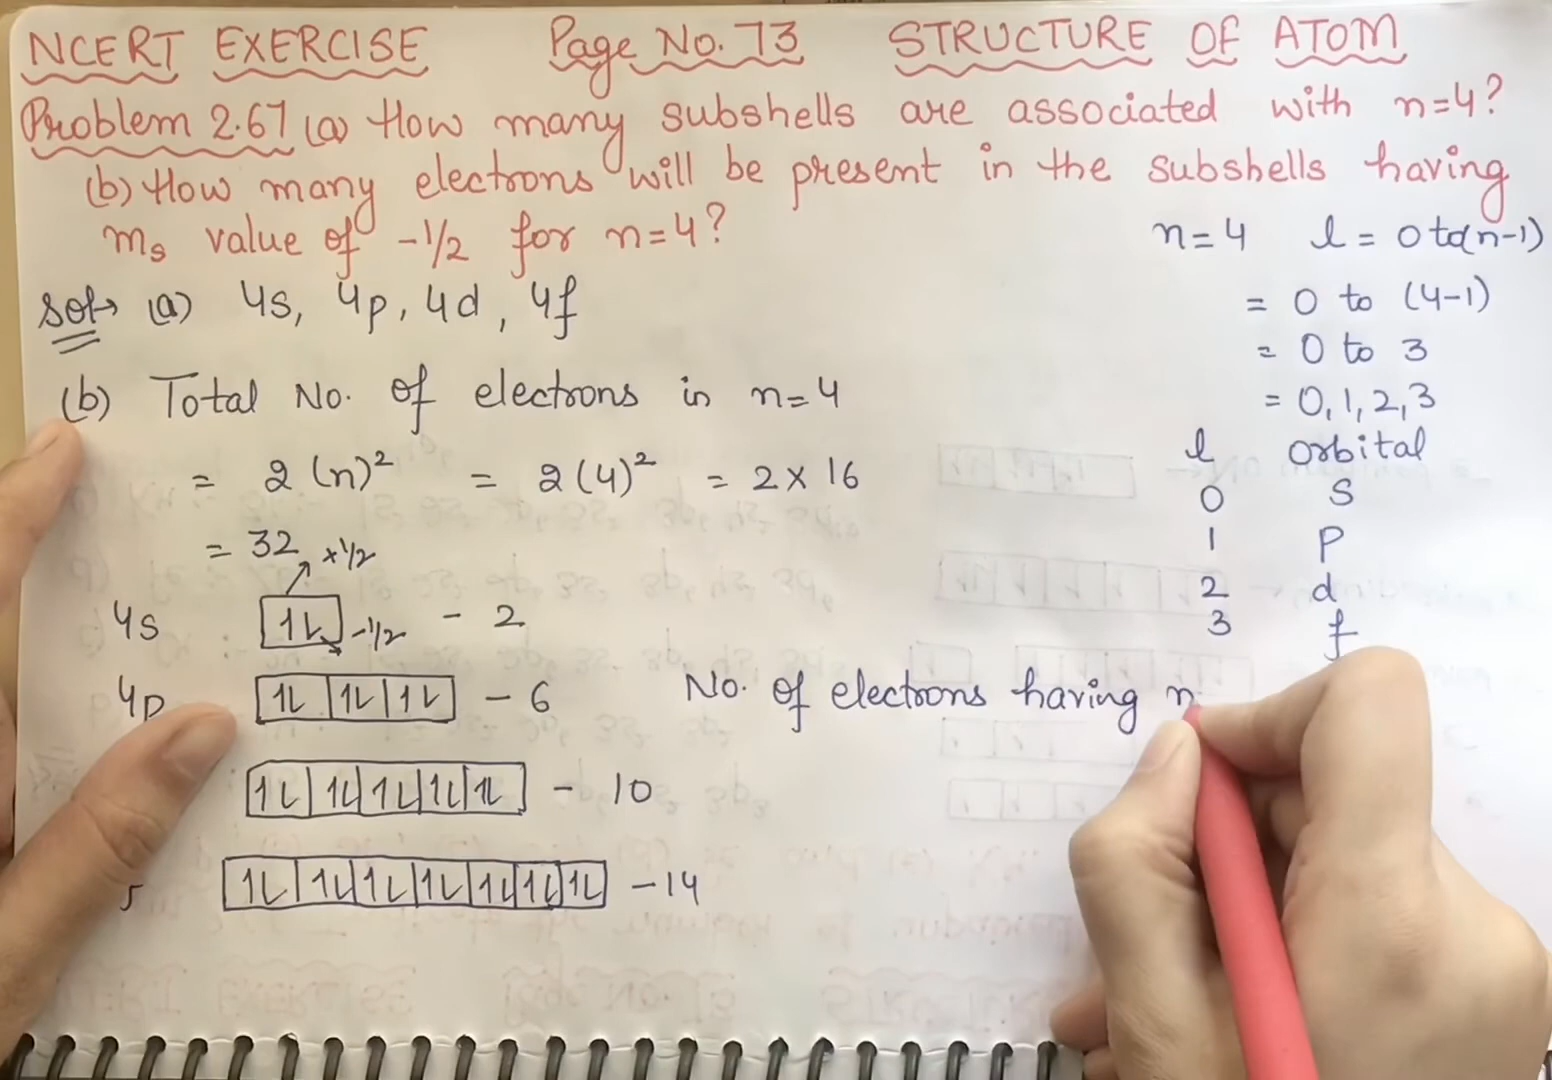 NCERT EXERCISE Page No. 73 STRUCTURE OF ATOM
Problem 2.67 (a) How many subshells are associated with n=4?
(b) How many electrons will be present in the subshells having
ms value of -1/2 for n=4?
n=4 l = 0 to (n-1)
= 0 to (4-1)
= 0 to 3
= 0,1,2,3
l orbital
0 s
1 p
2 d
3 f
Sol→ (a) 4s, 4p, 4d, 4f
(b) Total No. of electrons in n=4
= 2(n)² = 2(4)² = 2×16
= 32
+1/2
4s 1L -1/2 - 2
4p 1L 1L 1L - 6
1L 1L 1L 1L 1L - 10
1L 1L 1L 1L 1L 1L 1L - 14
No. of electrons having